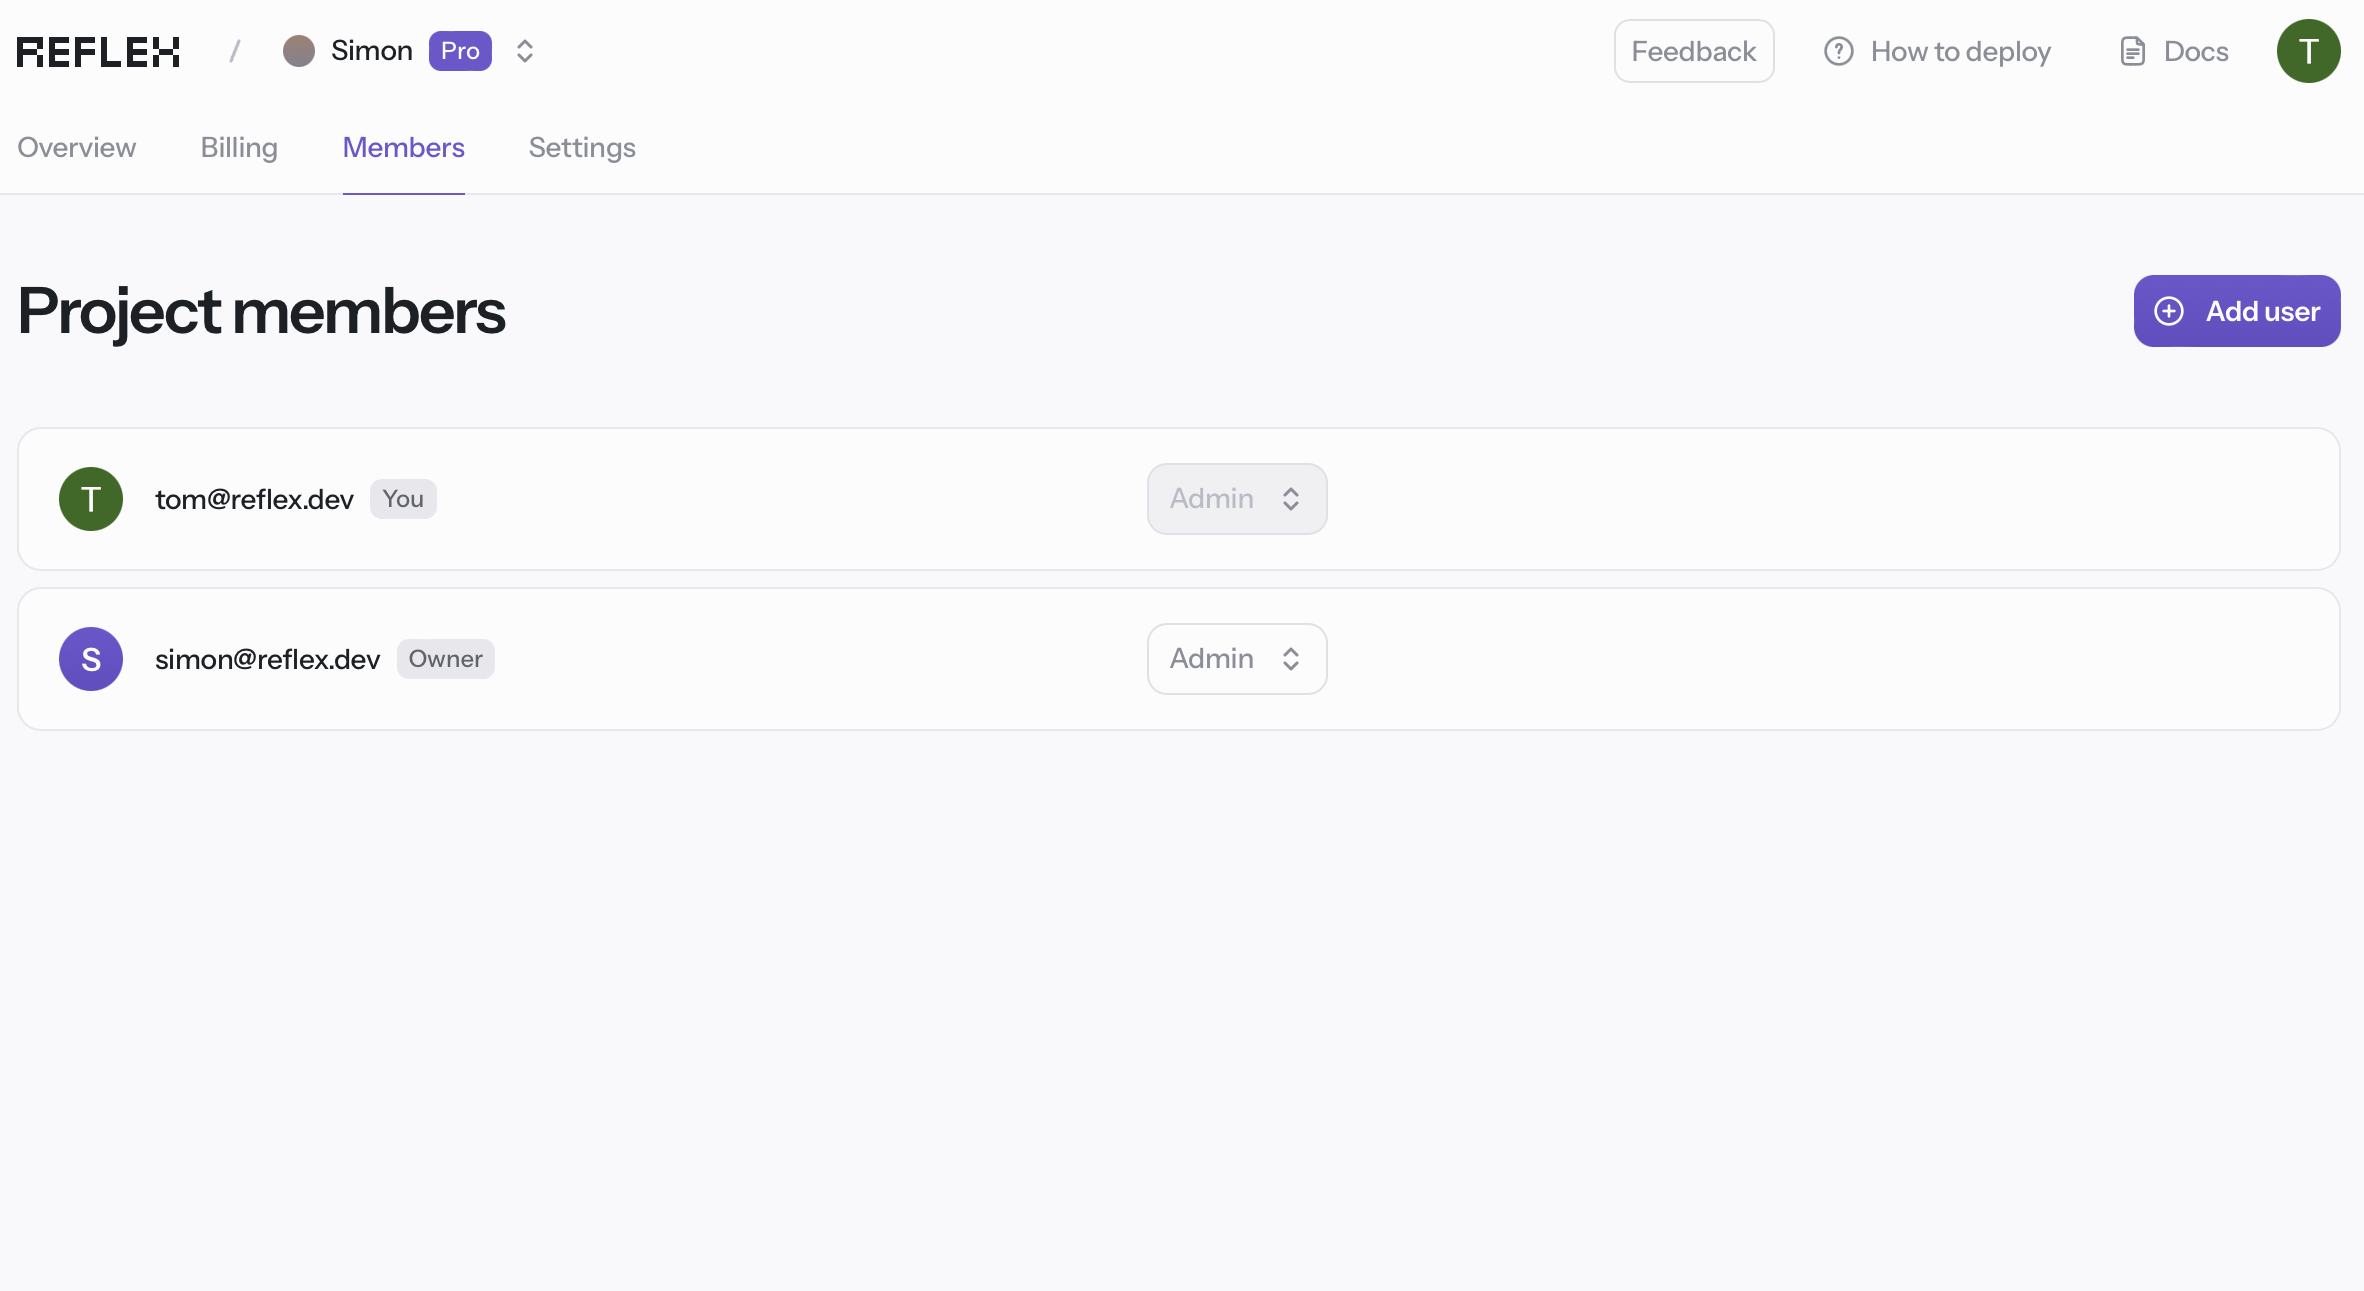 REFLEX / Simon Pro Feedback How to deploy Docs T
Overview Billing Members Settings
Project members Add user
T tom@reflex.dev You Admin
S simon@reflex.dev Owner Admin